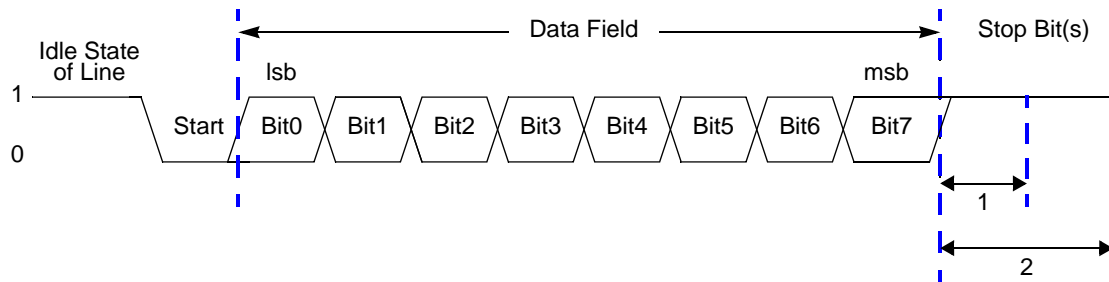 Data Field
Stop Bit(s)
Idle State
of Line
lsb
msb
1
Start
Bit0
Bit1
Bit2
Bit3
Bit4
Bit5
Bit6
Bit7
0
1
2